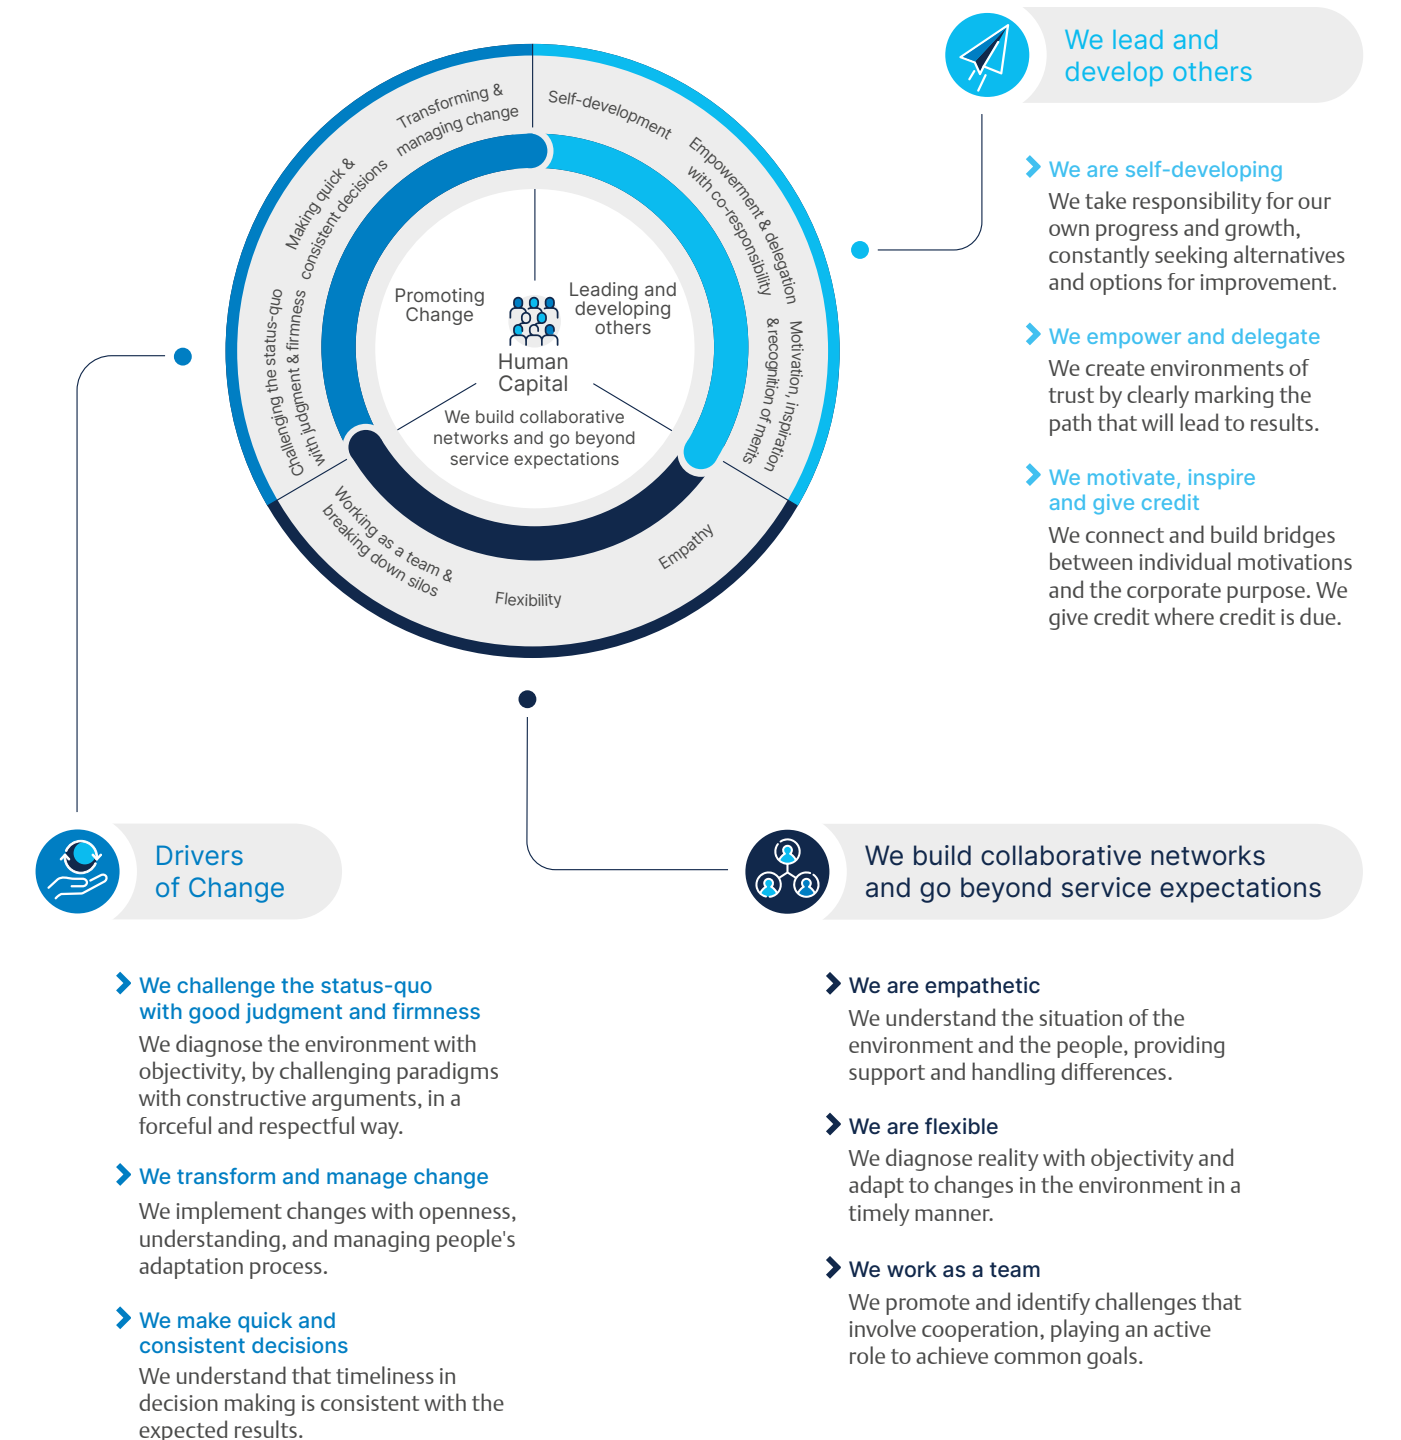 Transforming &
managing change
Self-development
Making quick &
consistent decisions
Empowerment & delegation
with co-responsibility
Challenging the status-quo
with judgment & firmness
Motivation, inspiration
& recognition of merits
Working as a team &
breaking down silos
Flexibility
Empathy
Promoting
Change
Leading and
developing
others
Human
Capital
We build collaborative
networks and go beyond
service expectations
We lead and
develop others
We are self-developing
We take responsibility for our
own progress and growth,
constantly seeking alternatives
and options for improvement.
We empower and delegate
We create environments of
trust by clearly marking the
path that will lead to results.
We motivate, inspire
and give credit
We connect and build bridges
between individual motivations
and the corporate purpose. We
give credit where credit is due.
Drivers
of Change
We challenge the status-quo
with good judgment and firmness
We diagnose the environment with
objectivity, by challenging paradigms
with constructive arguments, in a
forceful and respectful way.
We transform and manage change
We implement changes with openness,
understanding, and managing people's
adaptation process.
We make quick and
consistent decisions
We understand that timeliness in
decision making is consistent with the
expected results.
We build collaborative networks
and go beyond service expectations
We are empathetic
We understand the situation of the
environment and the people, providing
support and handling differences.
We are flexible
We diagnose reality with objectivity and
adapt to changes in the environment in a
timely manner.
We work as a team
We promote and identify challenges that
involve cooperation, playing an active
role to achieve common goals.